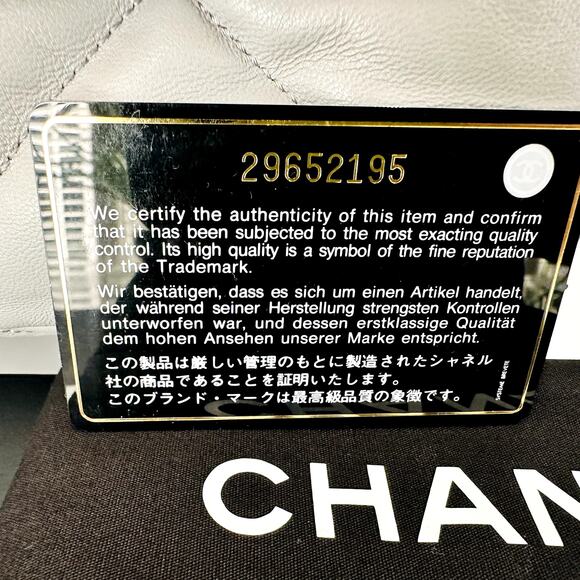 29652195
We certify the authenticity of this item and confirm
that it has been subjected to the most exacting quality
control. Its high quality is a symbol of the fine reputation
of the Trademark.
Wir bestätigen, dass es sich um einen Artikel handelt,
der während seiner Herstellung strengsten Kontrollen
unterworfen war, und dessen erstklassige Qualität
dem hohen Ansehen unserer Marke entspricht.
この製品は厳しい管理のもとに製造されたシャネル
社の商品であることを証明いたします。
このブランド・マークは最高級品質の象徴です。
SYSTEME BREVETE
CHAN